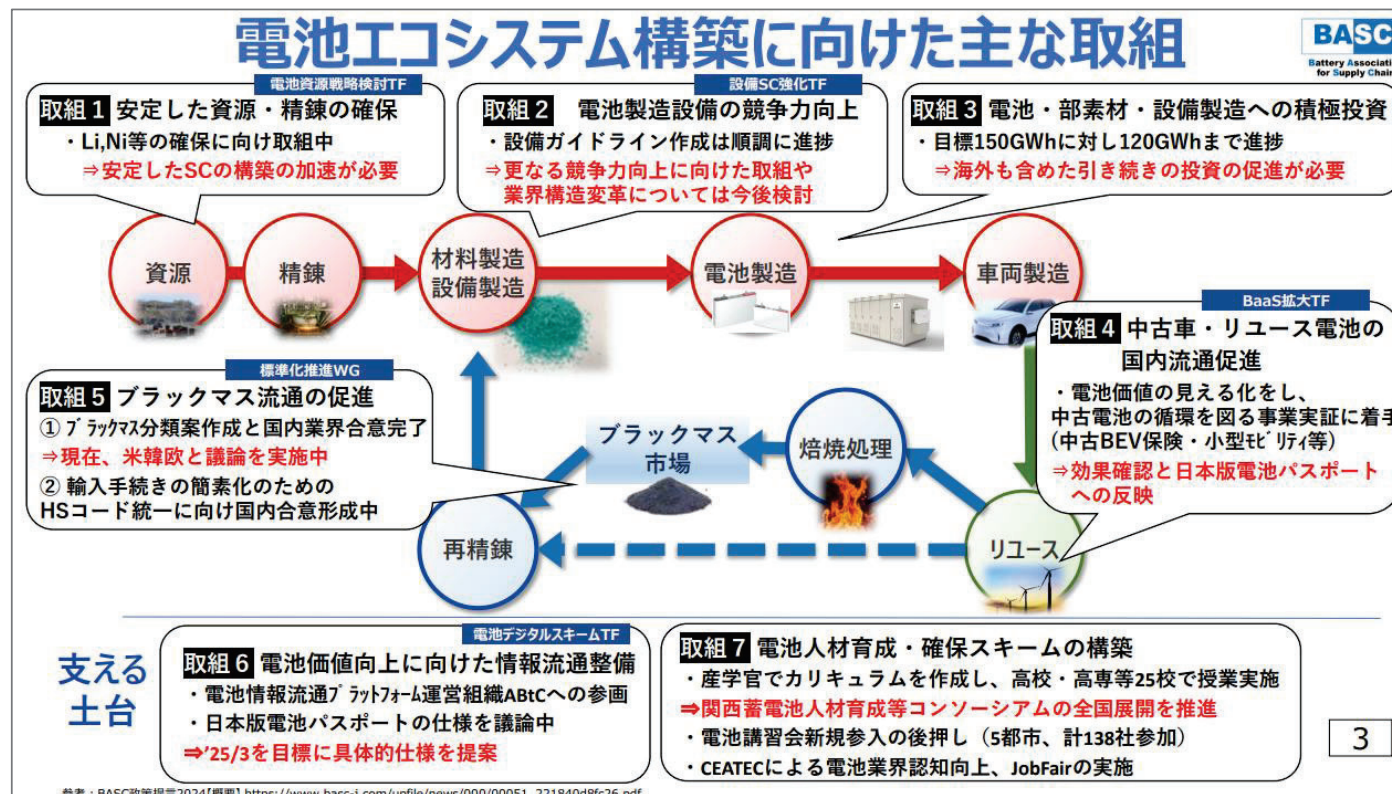 電池エコシステム構築に向けた主な取組
BASC
Battery Associati
for Supply Chai
電池資源戦略検討TF
取組1 安定した資源・精錬の確保
・Li,Ni等の確保に向け取組中
⇒安定したSCの構築の加速が必要
設備SC強化TF
取組2 電池製造設備の競争力向上
・設備ガイドライン作成は順調に進捗
⇒更なる競争力向上に向けた取組や
業界構造変革については今後検討
取組3 電池・部素材・設備製造への積極投資
・目標150GWhに対し120GWhまで進捗
⇒海外も含めた引き続きの投資の促進が必要
資源
精錬
材料製造
設備製造
電池製造
車両製造
BaaS拡大TF
取組4 中古車・リユース電池の
国内流通促進
・電池価値の見える化をし、
中古電池の循環を図る事業実証に着手
(中古BEV保険・小型ﾓﾋﾞﾘﾃｨ等)
⇒効果確認と日本版電池パスポート
への反映
標準化推進WG
取組5 ブラックマス流通の促進
① ﾌﾞﾗｯｸﾏｽ分類案作成と国内業界合意完了
⇒現在、米韓欧と議論を実施中
② 輸入手続きの簡素化のための
HSコード統一に向け国内合意形成中
ブラックマス
市場
焙焼処理
再精錬
リユース
支える
土台
電池デジタルスキームTF
取組6 電池価値向上に向けた情報流通整備
・電池情報流通ﾌﾟﾗｯﾄﾌｫｰﾑ運営組織ABtCへの参画
・日本版電池パスポートの仕様を議論中
⇒'25/3を目標に具体的仕様を提案
取組7 電池人材育成・確保スキームの構築
・産学官でカリキュラムを作成し、高校・高専等25校で授業実施
⇒関西蓄電池人材育成等コンソーシアムの全国展開を推進
・電池講習会新規参入の後押し（5都市、計138社参加）
・CEATECによる電池業界認知向上、JobFairの実施
3
参考：BASC政策提言2024【概要】